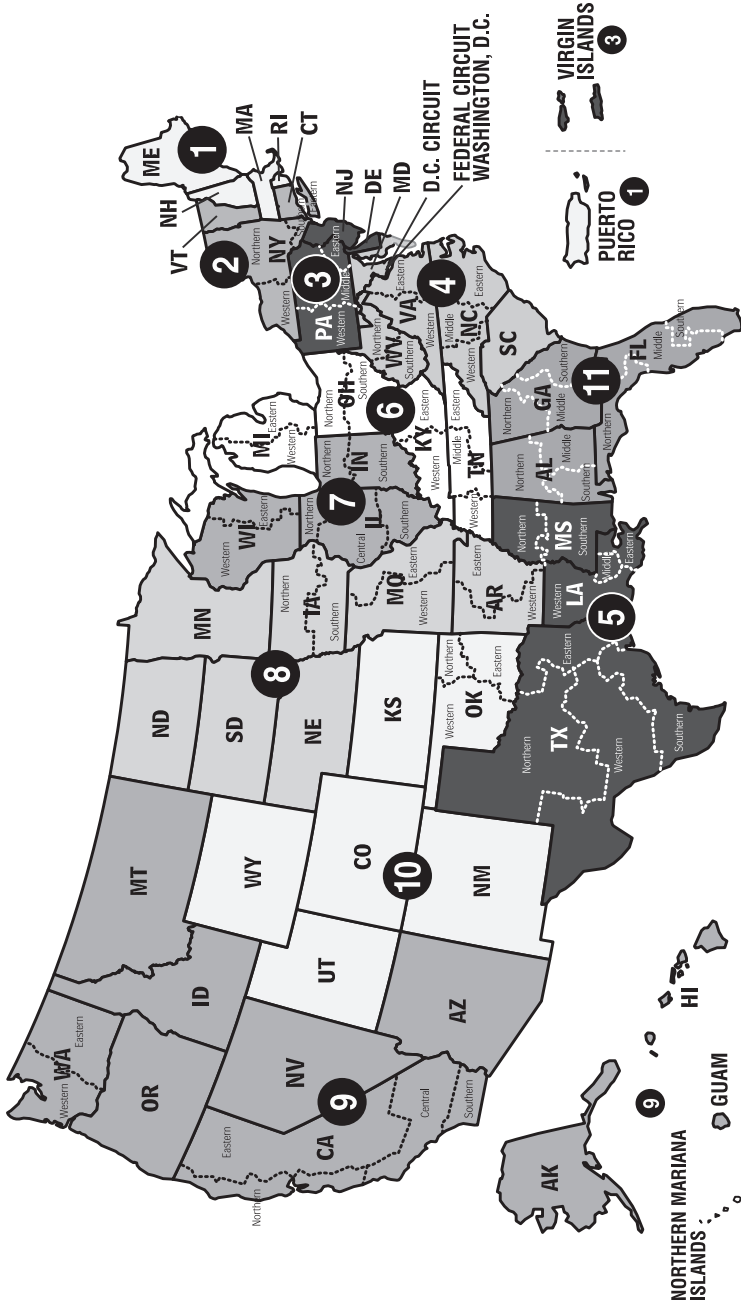 WA
Western
Eastern
OR
ID
MT
WY
NV
CA
Northern
Eastern
Central
Southern
9
UT
AZ
CO
NM
10
ND
SD
NE
KS
OK
Western
Northern
Eastern
8
MN
IA
Northern
Southern
MO
Eastern
Western
AR
Eastern
Western
TX
Northern
Eastern
Western
Southern
5
LA
Western
Middle
Eastern
MS
Northern
Southern
WI
Western
Eastern
7
IL
Northern
Central
Southern
IN
Northern
Southern
MI
Western
Eastern
OH
Northern
Southern
6
KY
Western
Eastern
TN
Western
Middle
Eastern
AL
Northern
Middle
Southern
GA
Northern
Middle
Southern
11
FL
Northern
Middle
Southern
SC
NC
Western
Middle
Eastern
4
VA
Western
Eastern
WV
Northern
Southern
PA
Western
Middle
Eastern
3
NY
Western
Northern
Southern
Eastern
2
VT
NH
ME
1
MA
RI
CT
NJ
DE
MD
D.C. CIRCUIT
FEDERAL CIRCUIT
WASHINGTON, D.C.
AK
9
NORTHERN MARIANA
ISLANDS
GUAM
HI
PUERTO
RICO
1
VIRGIN
ISLANDS
3